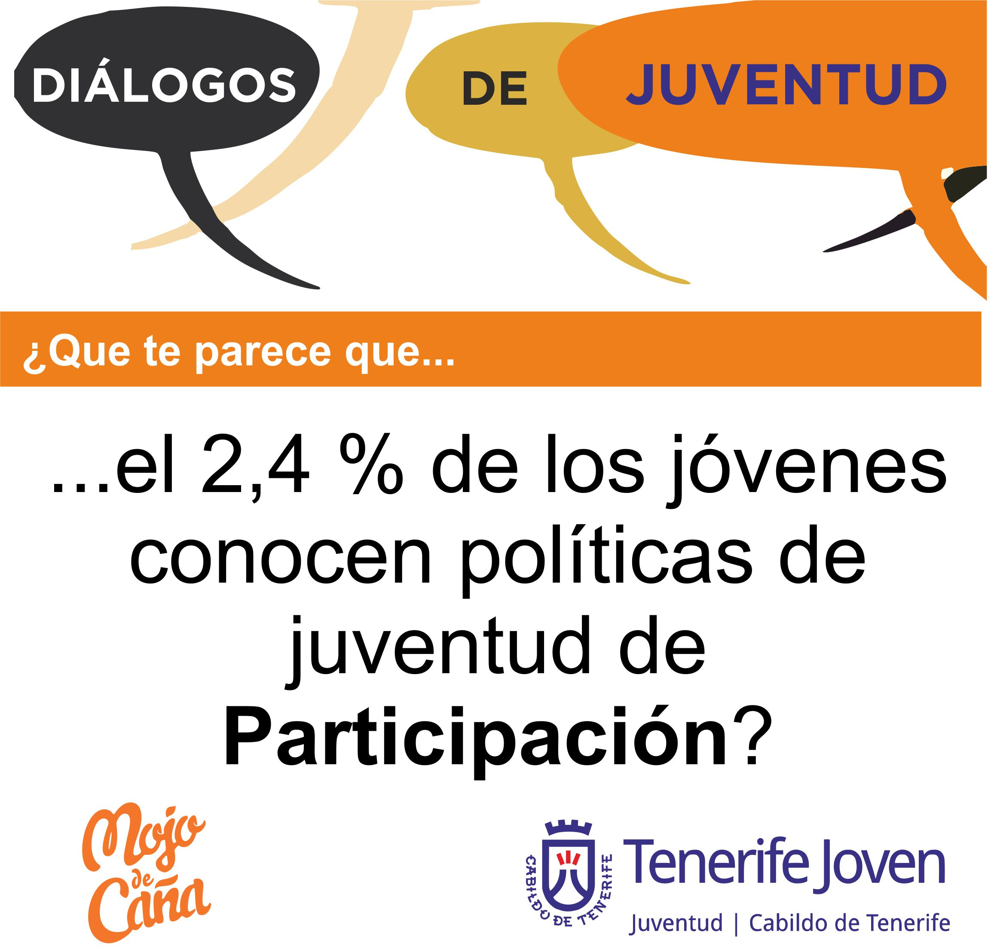 DIÁLOGOS DE JUVENTUD
¿Que te parece que...
...el 2,4 % de los jóvenes
conocen políticas de
juventud de
Participación?
Mojo
de
Caña
CABILDO DE TENERIFE
Tenerife Joven
Juventud | Cabildo de Tenerife